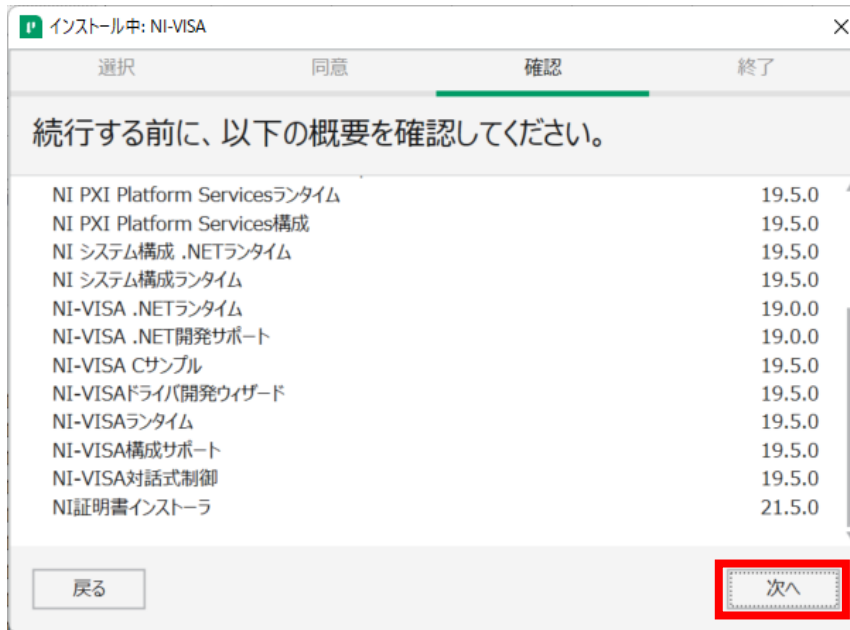 インストール中: NI-VISA
選択 同意 確認 終了
続行する前に、以下の概要を確認してください。
NI PXI Platform Servicesランタイム 19.5.0
NI PXI Platform Services構成 19.5.0
NI システム構成 .NETランタイム 19.5.0
NI システム構成ランタイム 19.5.0
NI-VISA .NETランタイム 19.0.0
NI-VISA .NET開発サポート 19.0.0
NI-VISA Cサンプル 19.5.0
NI-VISAドライバ開発ウィザード 19.5.0
NI-VISAランタイム 19.5.0
NI-VISA構成サポート 19.5.0
NI-VISA対話式制御 19.5.0
NI証明書インストーラ 21.5.0
戻る 次へ